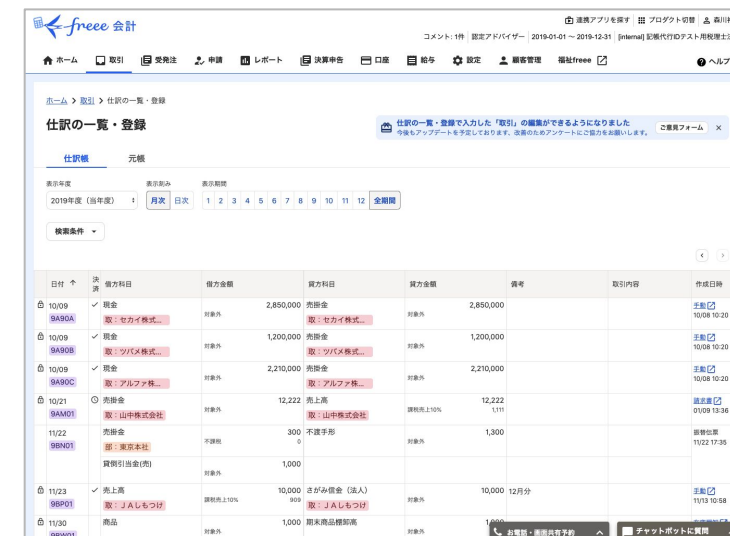 freee 会計
連携アプリを探す プロダクト切替
コメント: 1件 認定アドバイザー 2019-01-01 ～ 2019-12-31 [internal] 記帳代行IDテスト用税理士
ホーム 取引 受発注 申請 レポート 決算申告 口座 給与 設定 顧客管理 福祉freee ヘルプ
ホーム > 取引 > 仕訳の一覧・登録
仕訳の一覧・登録
仕訳の一覧・登録で入力した「取引」の編集ができるようになりました
今後もアップデートを予定しております、改善のためアンケートにご協力をお願いします。
ご意見フォーム ×
仕訳帳 元帳
表示年度 表示刻み 表示期間
2019年度（当年度） 月次 日次 1 2 3 4 5 6 7 8 9 10 11 12 全期間
検索条件
日付 ↑ 決済 借方科目 借方金額 貸方科目 貸方金額 備考 取引内容 作成日時
10/09 現金 対象外 2,850,000 売掛金 対象外 2,850,000 手動
9A90A 取：セカイ株式... 取：セカイ株式... 10/08 10:20
10/09 現金 対象外 1,200,000 売掛金 対象外 1,200,000 手動
9A90B 取：ツバメ株式... 取：ツバメ株式... 10/08 10:20
10/09 現金 対象外 2,210,000 売掛金 対象外 2,210,000 手動
9A90C 取：アルファ株... 取：アルファ株... 10/08 10:20
10/21 売掛金 対象外 12,222 売上高 課税売上10% 12,222 請求書
9AM01 取：山中株式会社 取：山中株式会社 1,111 01/09 13:36
11/22 売掛金 不課税 300 不渡手形 対象外 1,300 振替伝票
9BN01 部：東京本社 0 11/22 17:35
貸倒引当金(売) 対象外 1,000
11/23 売上高 課税売上10% 10,000 さがみ信金（法人） 対象外 10,000 12月分 手動
9BP01 取：ＪＡしもつけ 909 取：ＪＡしもつけ 11/13 10:58
11/30 商品 対象外 1,000 期末商品棚卸高 対象外
お電話・画面共有予約 チャットボットに質問